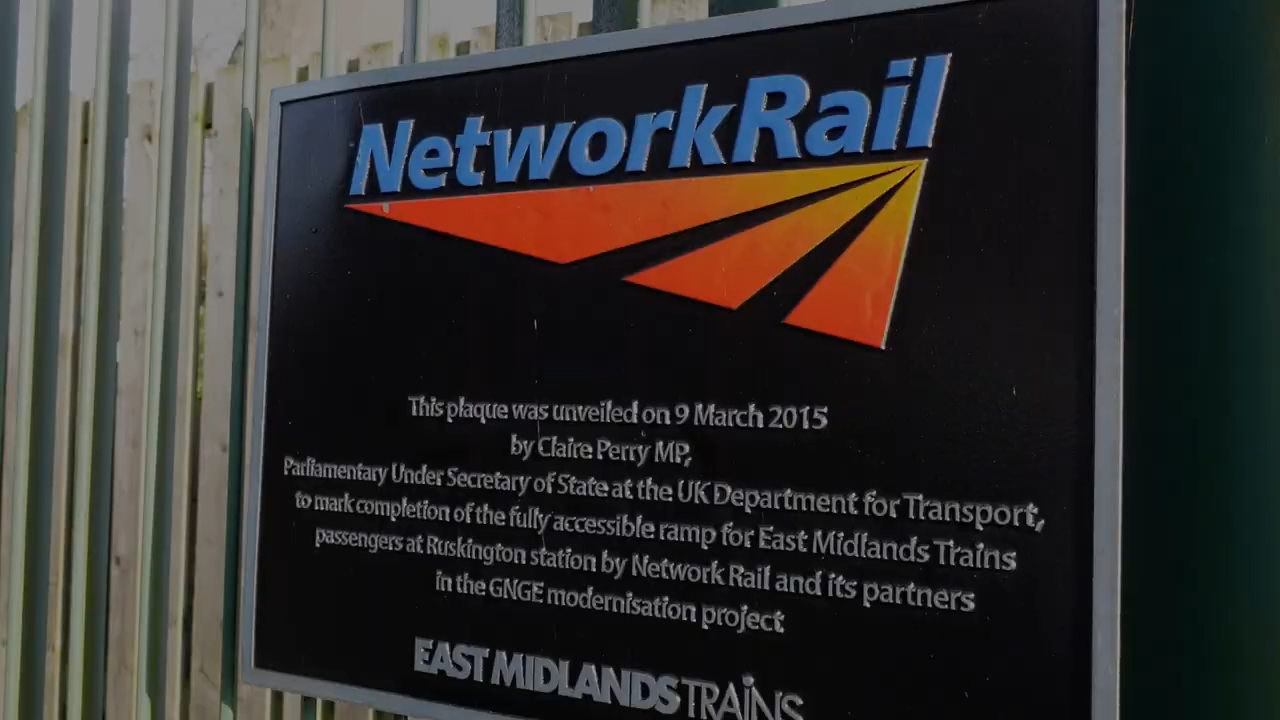 NetworkRail
This plaque was unveiled on 9 March 2015
by Claire Perry MP,
Parliamentary Under Secretary of State at the UK Department for Transport,
to mark completion of the fully accessible ramp for East Midlands Trains
passengers at Ruskington station by Network Rail and its partners
in the GNGE modernisation project
EAST MIDLANDS TRAINS